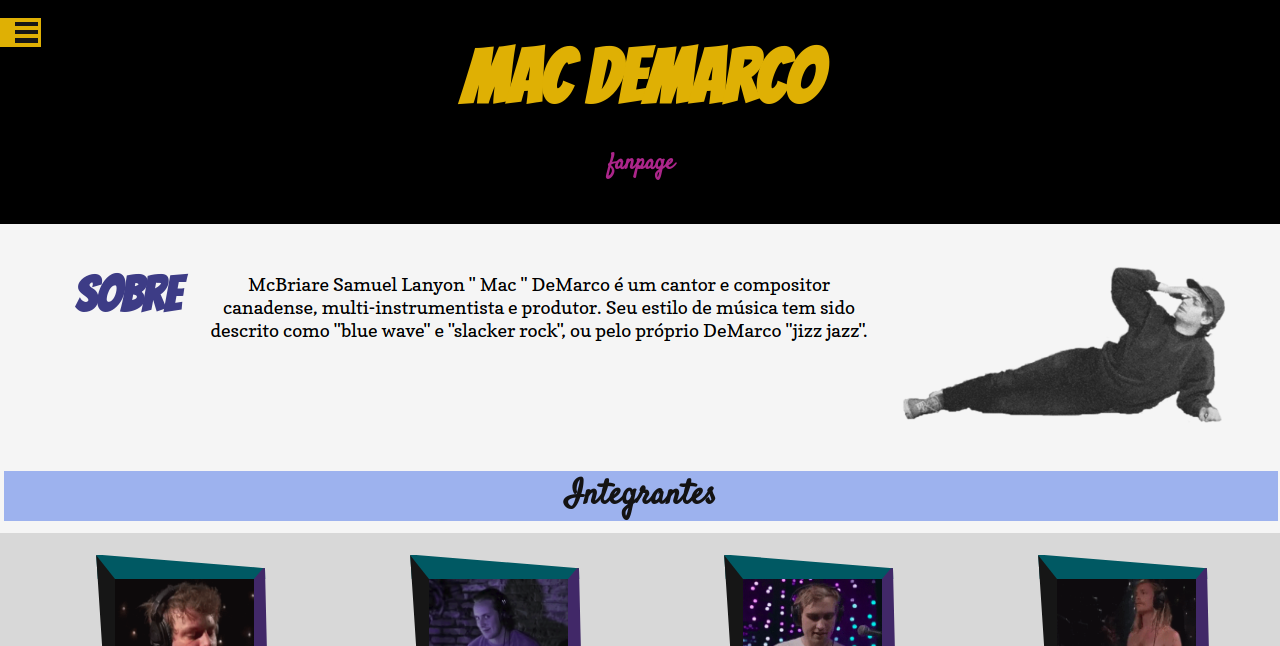 MAC DEMARCO
fanpage
SOBRE
McBriare Samuel Lanyon " Mac " DeMarco é um cantor e compositor
canadense, multi-instrumentista e produtor. Seu estilo de música tem sido
descrito como "blue wave" e "slacker rock", ou pelo próprio DeMarco "jizz jazz".
Integrantes